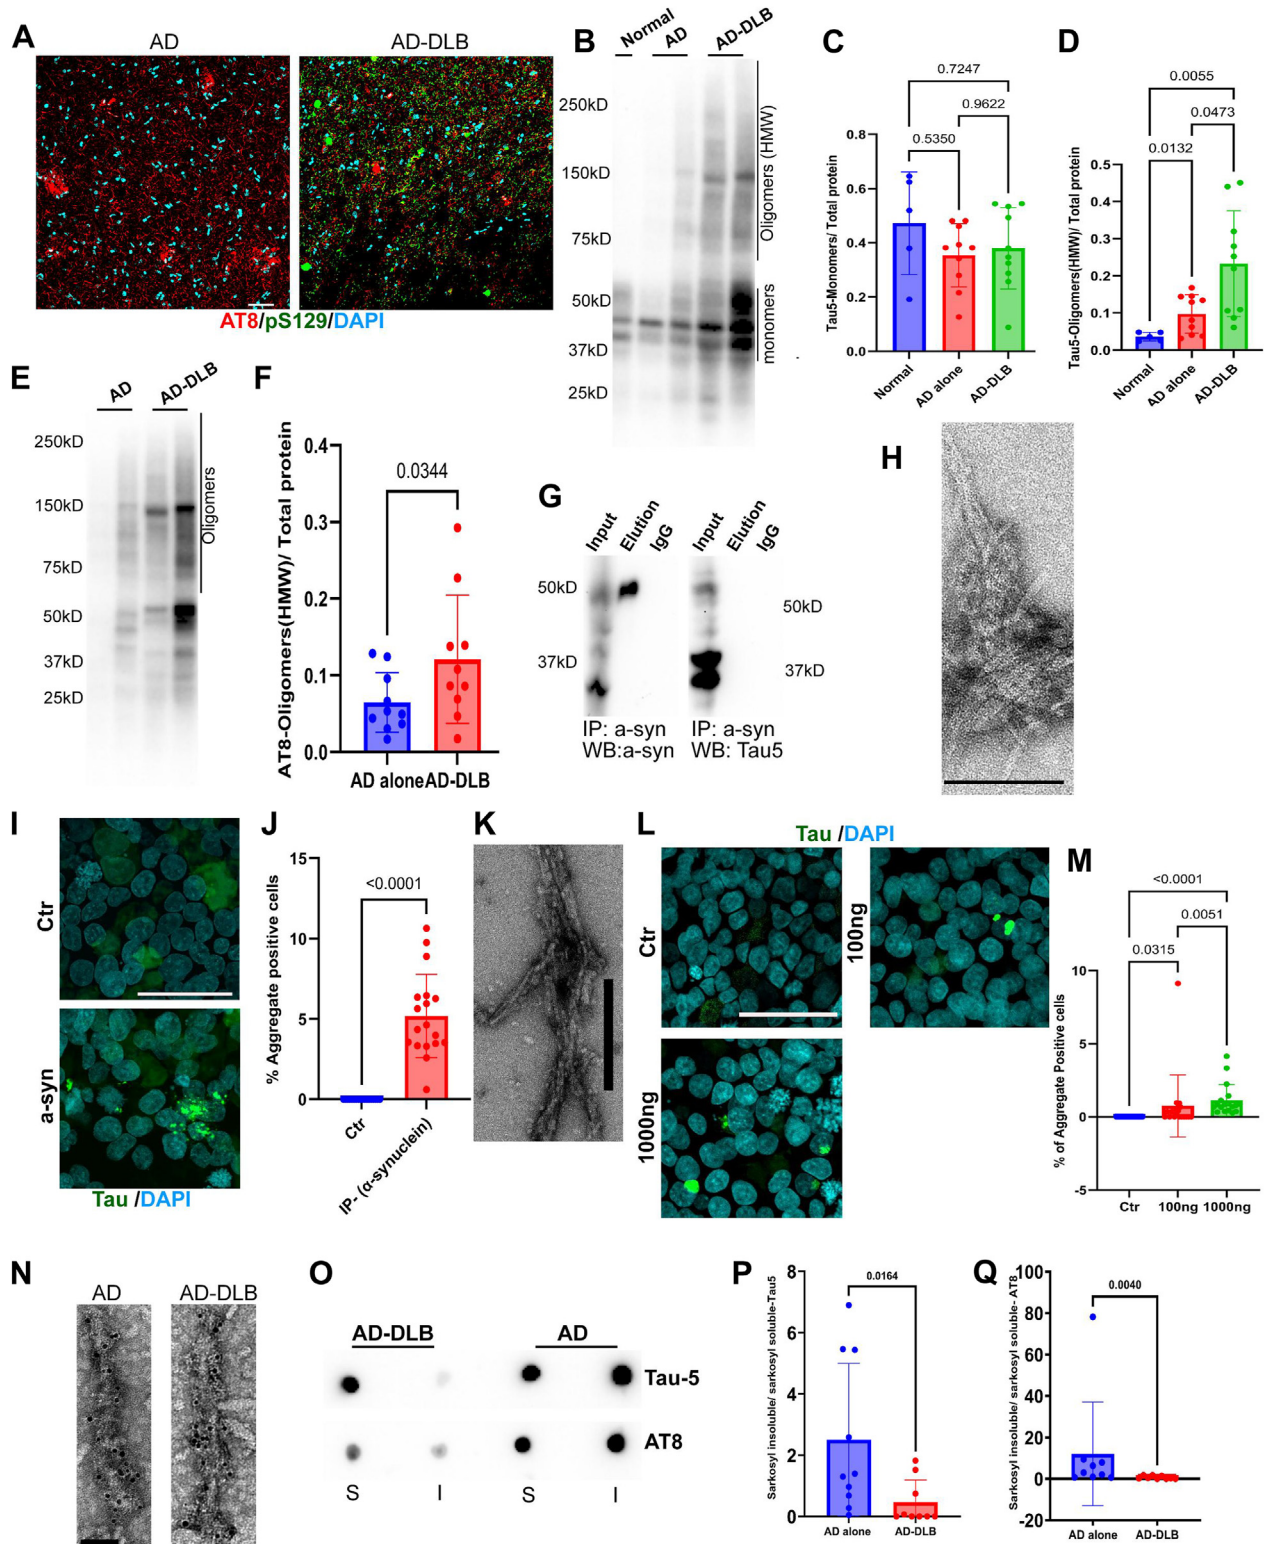 A
AD
AD-DLB
AT8/pS129/DAPI
B
Normal
AD
AD-DLB
250kD
150kD
75kD
50kD
37kD
25kD
Oligomers (HMW)
monomers
C
0.7247
0.9622
0.5350
Tau5-Monomers/ Total protein
0.8
0.6
0.4
0.2
0.0
Normal
AD alone
AD-DLB
D
0.0055
0.0473
0.0132
Tau5-Oligomers(HMW)/ Total protein
0.5
0.4
0.3
0.2
0.1
0.0
Normal
AD alone
AD-DLB
E
AD
AD-DLB
250kD
150kD
75kD
50kD
37kD
25kD
Oligomers
F
AT8-Oligomers(HMW)/ Total protein
0.4
0.3
0.2
0.1
0.0
0.0344
AD alone
AD-DLB
G
Input
Elution
IgG
Input
Elution
IgG
50kD
37kD
50kD
37kD
IP: a-syn
WB:a-syn
IP: a-syn
WB: Tau5
H
I
Ctr
a-syn
Tau /DAPI
J
% Aggregate positive cells
15
10
5
0
<0.0001
Ctr
IP- (α-synuclein)
K
L
Tau /DAPI
Ctr
100ng
1000ng
M
<0.0001
0.0051
0.0315
% of Aggregate Positive cells
10
5
0
-5
Ctr
100ng
1000ng
N
AD
AD-DLB
O
AD-DLB
AD
Tau-5
AT8
S
I
S
I
P
Sarkosyl insoluble/ sarkosyl soluble-Tau5
8
6
4
2
0
0.0164
AD alone
AD-DLB
Q
Sarkosyl insoluble/ sarkosyl soluble- AT8
100
80
60
40
20
0
-20
0.0040
AD alone
AD-DLB